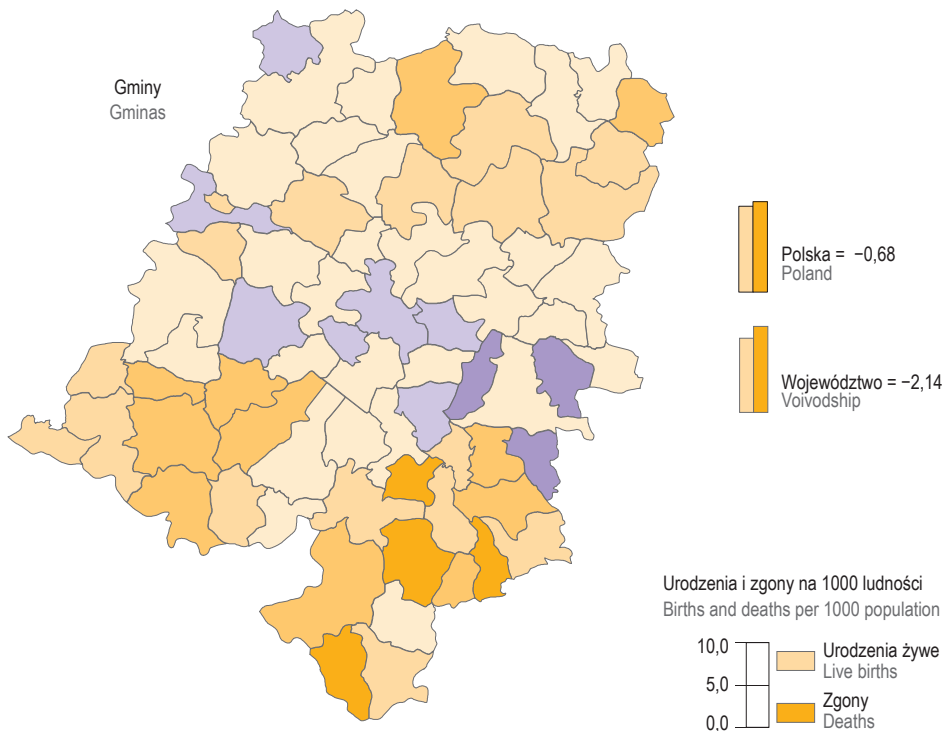 Gminy
Gminas
Polska = −0,68
Poland
Województwo = −2,14
Voivodship
Urodzenia i zgony na 1000 ludności
Births and deaths per 1000 population
10,0
5,0
0,0
Urodzenia żywe
Live births
Zgony
Deaths